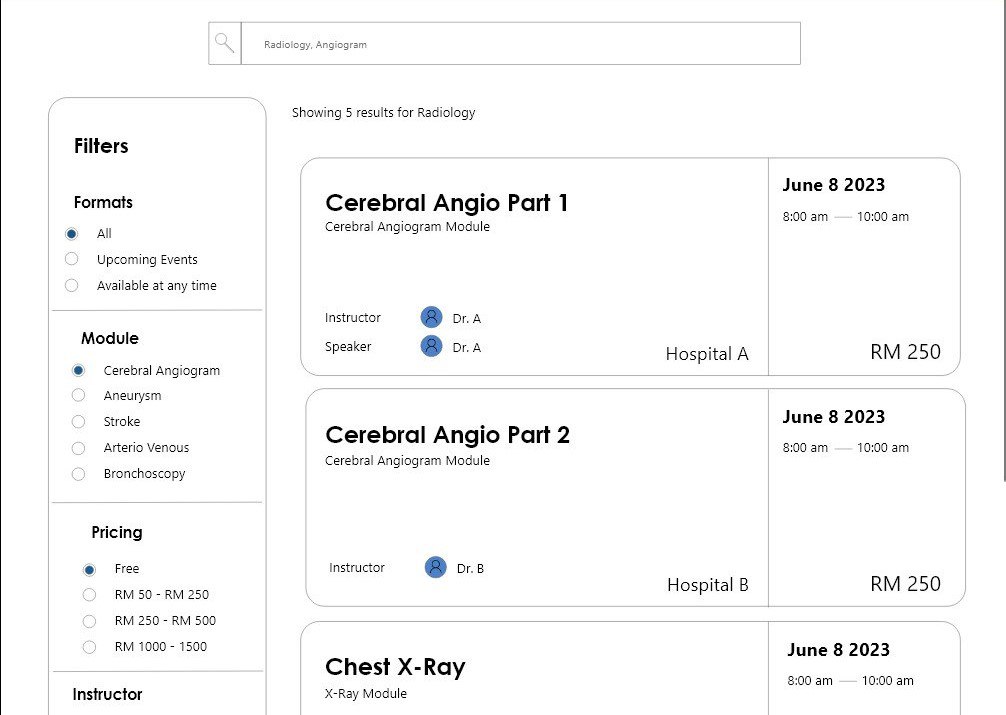 Radiology, Angiogram
Showing 5 results for Radiology
Filters
Formats
All
Upcoming Events
Available at any time
Module
Cerebral Angiogram
Aneurysm
Stroke
Arterio Venous
Bronchoscopy
Pricing
Free
RM 50 - RM 250
RM 250 - RM 500
RM 1000 - 1500
Instructor
Cerebral Angio Part 1
Cerebral Angiogram Module
Instructor Dr. A
Speaker Dr. A
Hospital A
June 8 2023
8:00 am — 10:00 am
RM 250
Cerebral Angio Part 2
Cerebral Angiogram Module
Instructor Dr. B
Hospital B
June 8 2023
8:00 am — 10:00 am
RM 250
Chest X-Ray
X-Ray Module
June 8 2023
8:00 am — 10:00 am